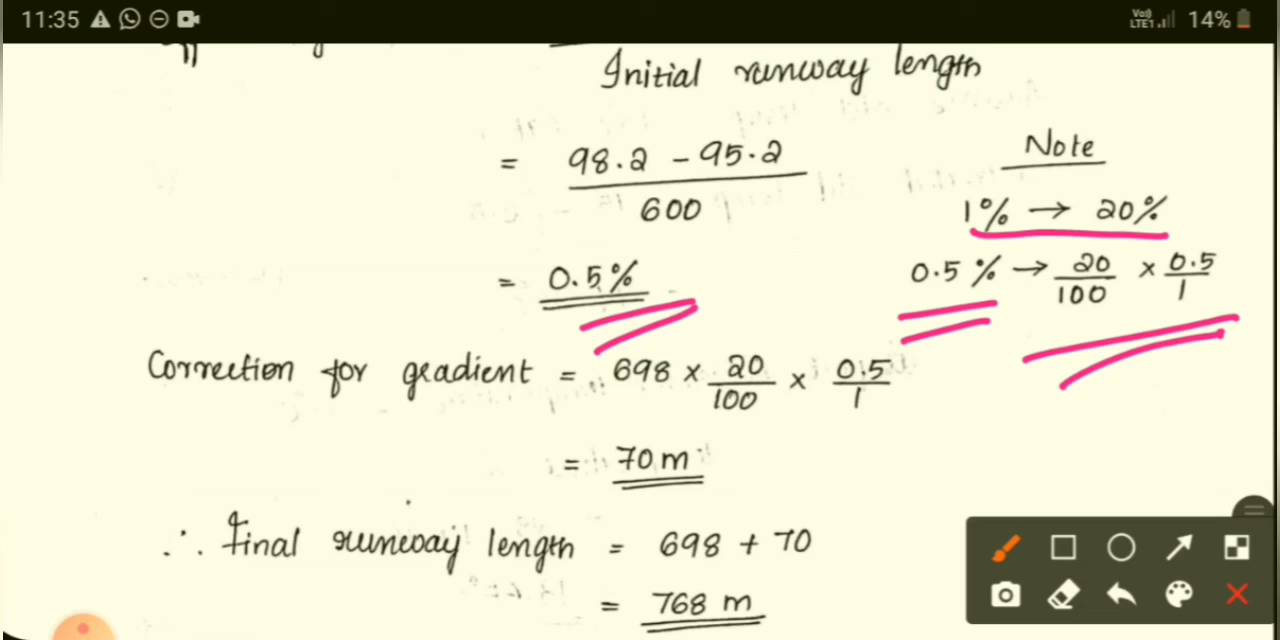 11:35 14%
Vo))
LTE1
Initial runway length
= 98.2 - 95.2 / 600
Note
1% → 20%
= 0.5%
0.5% → 20/100 × 0.5/1
Correction for gradient = 698 × 20/100 × 0.5/1
= 70 m
∴ final runway length = 698 + 70
= 768 m